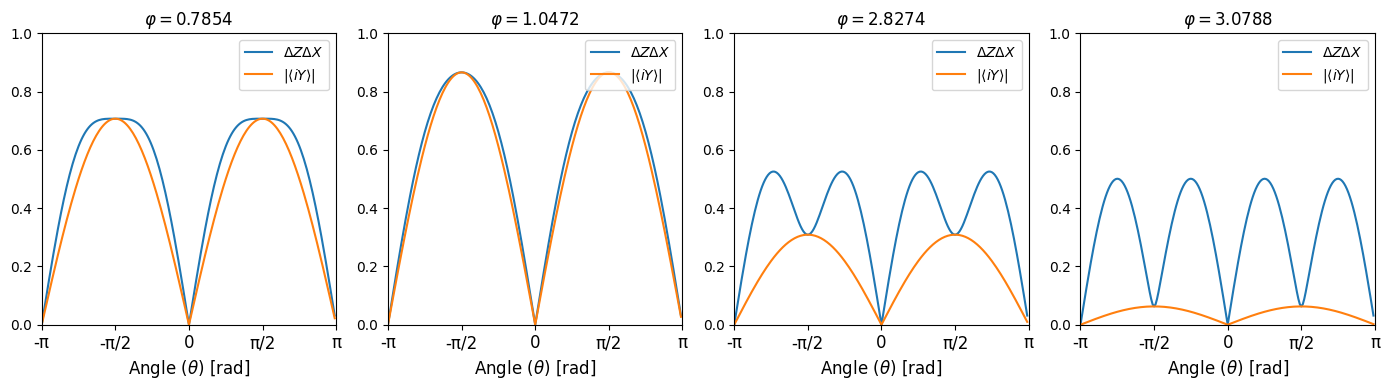 φ = 0.7854
1.0
0.8
0.6
0.4
0.2
0.0
-π
-π/2
0
π/2
π
Angle (θ) [rad]
ΔZΔX
|⟨iY⟩|
φ = 1.0472
1.0
0.8
0.6
0.4
0.2
0.0
-π
-π/2
0
π/2
π
Angle (θ) [rad]
ΔZΔX
|⟨iY⟩|
φ = 2.8274
1.0
0.8
0.6
0.4
0.2
0.0
-π
-π/2
0
π/2
π
Angle (θ) [rad]
ΔZΔX
|⟨iY⟩|
φ = 3.0788
1.0
0.8
0.6
0.4
0.2
0.0
-π
-π/2
0
π/2
π
Angle (θ) [rad]
ΔZΔX
|⟨iY⟩|